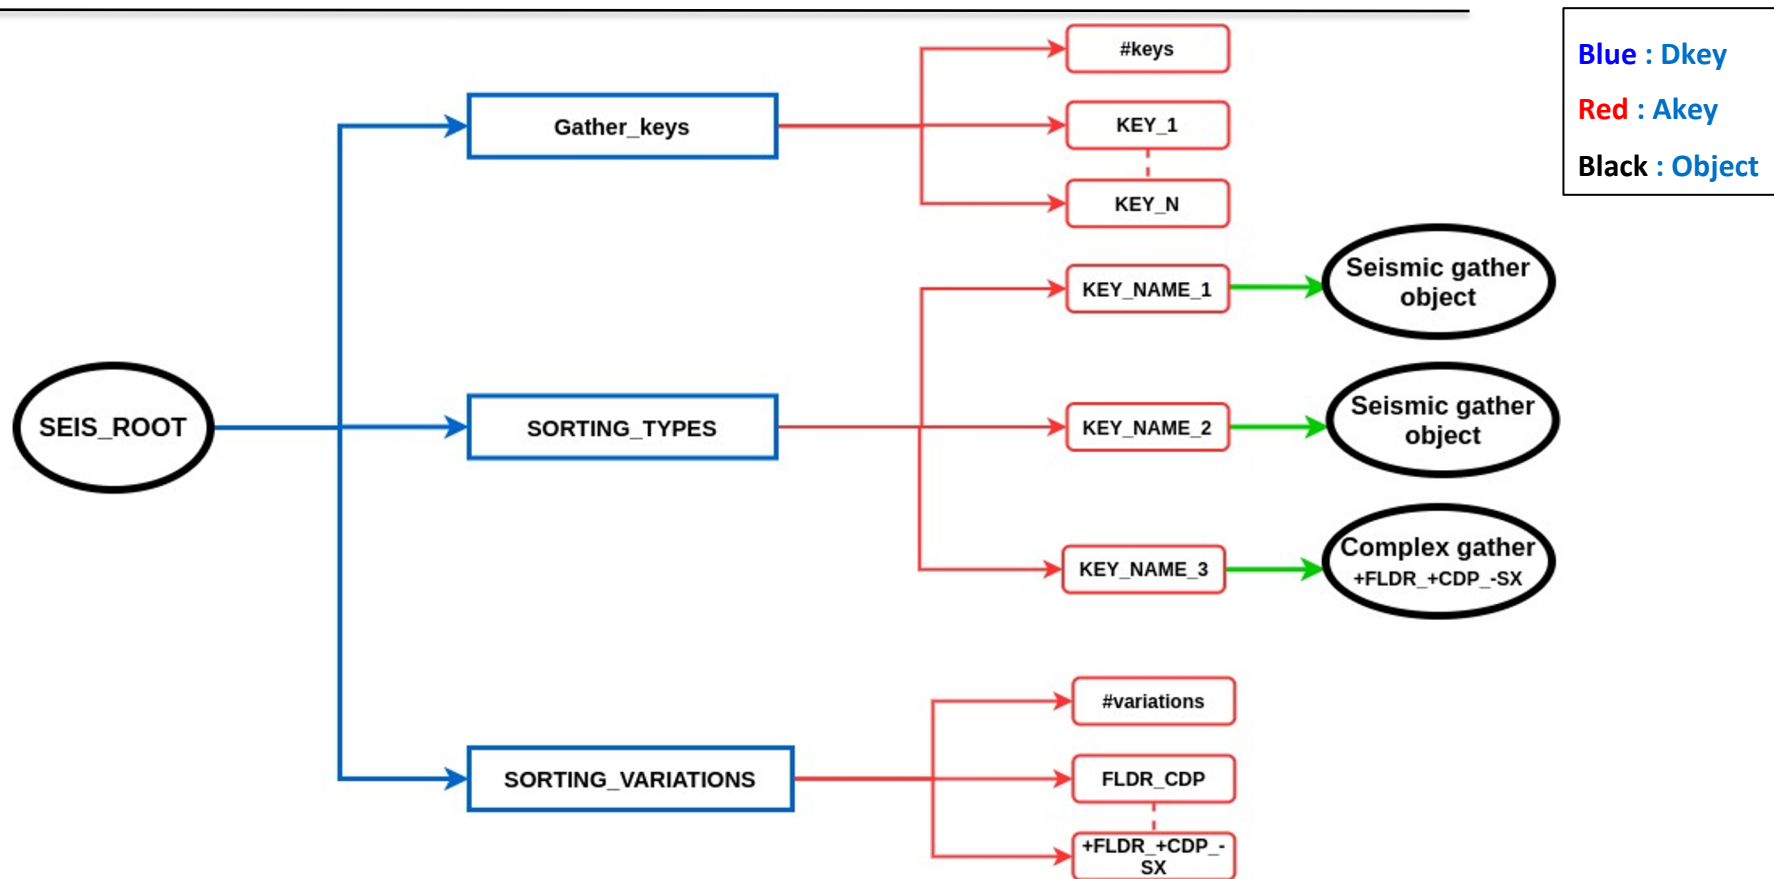 Blue : Dkey
Red : Akey
Black : Object
SEIS_ROOT
Gather_keys
#keys
KEY_1
KEY_N
SORTING_TYPES
KEY_NAME_1
Seismic gather
object
KEY_NAME_2
Seismic gather
object
KEY_NAME_3
Complex gather
+FLDR_+CDP_-SX
SORTING_VARIATIONS
#variations
FLDR_CDP
+FLDR_+CDP_-
SX